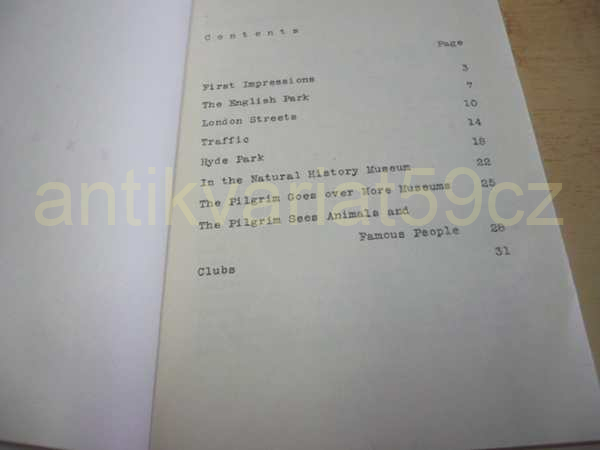 Contents
Page
First Impressions 3
The English Park 7
London Streets 10
Traffic 14
Hyde Park 18
In the Natural History Museum 22
The Pilgrim Goes over More Museums 25
The Pilgrim Sees Animals and
Famous People 28
Clubs 31
antikvariat59cz